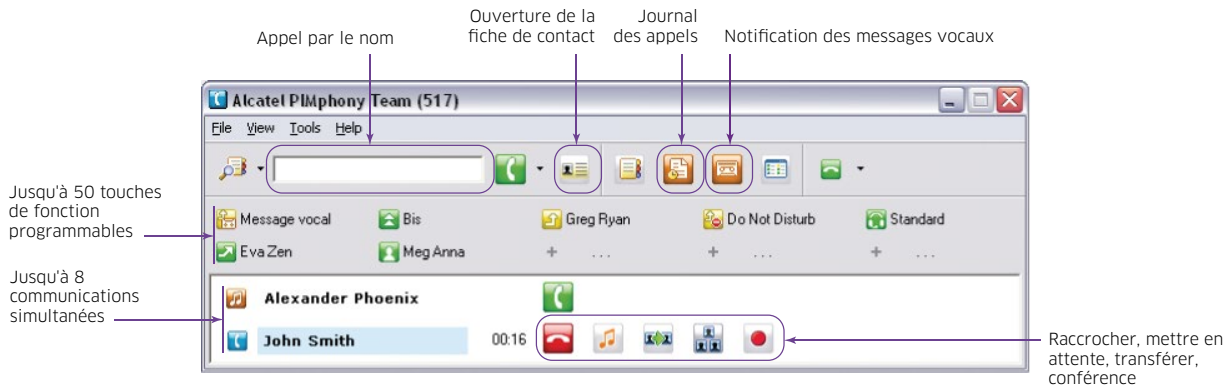 Appel par le nom
Ouverture de la
fiche de contact
Journal
des appels
Notification des messages vocaux
Alcatel PIMphony Team (517)
File View Tools Help
Jusqu'à 50 touches
de fonction
programmables
Message vocal Bis Greg Ryan Do Not Disturb Standard
Eva Zen Meg Anna + ... + ... + ...
Jusqu'à 8
communications
simultanées
Alexander Phoenix
John Smith 00:16
Raccrocher, mettre en
attente, transférer,
conférence